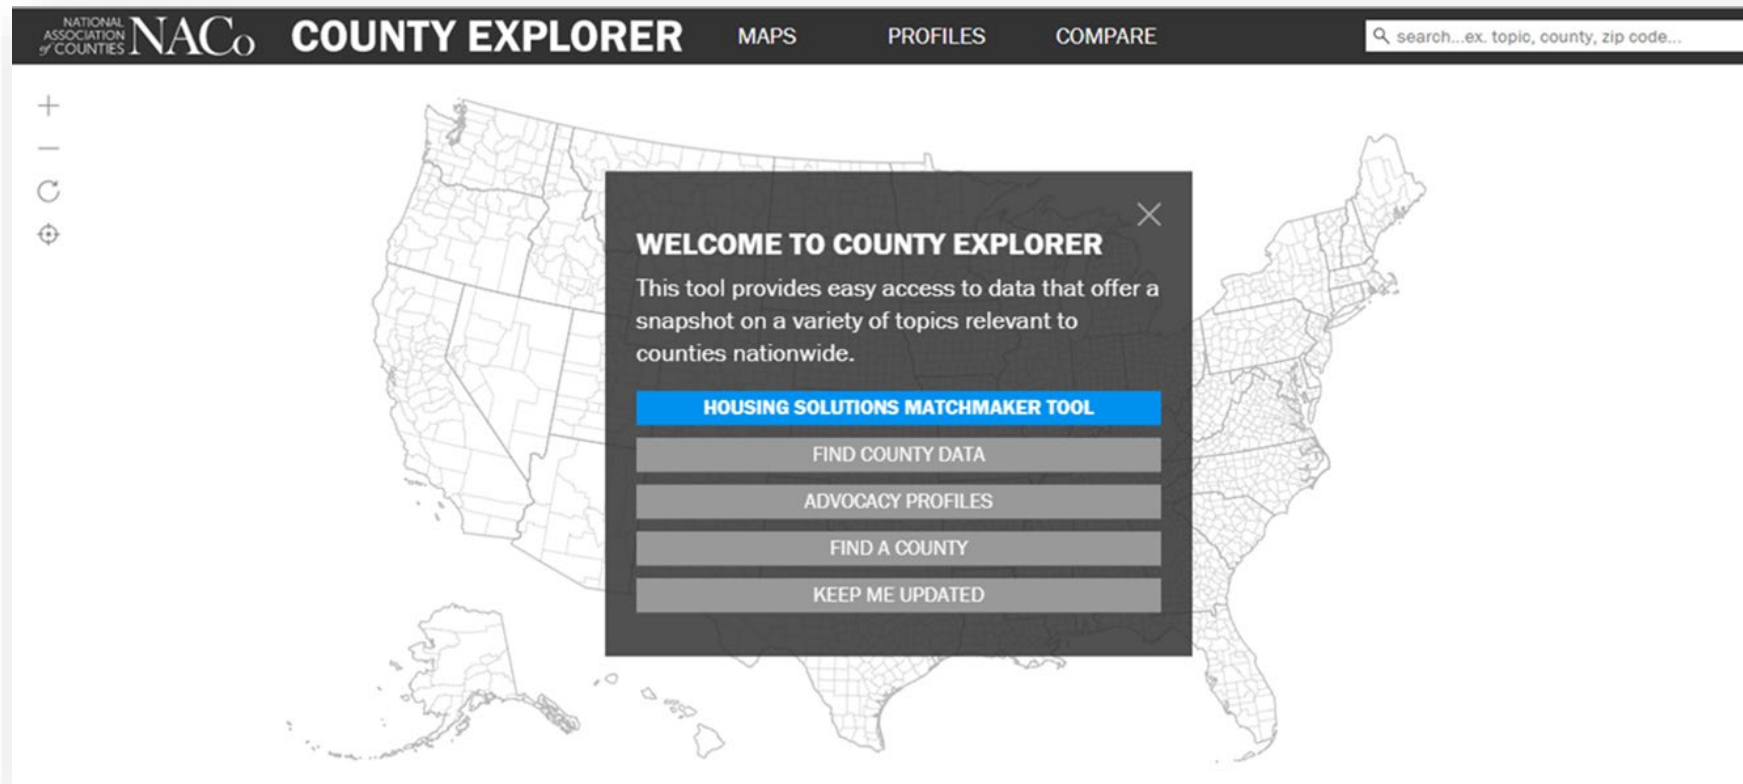 NATIONAL
ASSOCIATION
of COUNTIES NACo COUNTY EXPLORER MAPS PROFILES COMPARE search...ex. topic, county, zip code...
WELCOME TO COUNTY EXPLORER
This tool provides easy access to data that offer a
snapshot on a variety of topics relevant to
counties nationwide.
HOUSING SOLUTIONS MATCHMAKER TOOL
FIND COUNTY DATA
ADVOCACY PROFILES
FIND A COUNTY
KEEP ME UPDATED